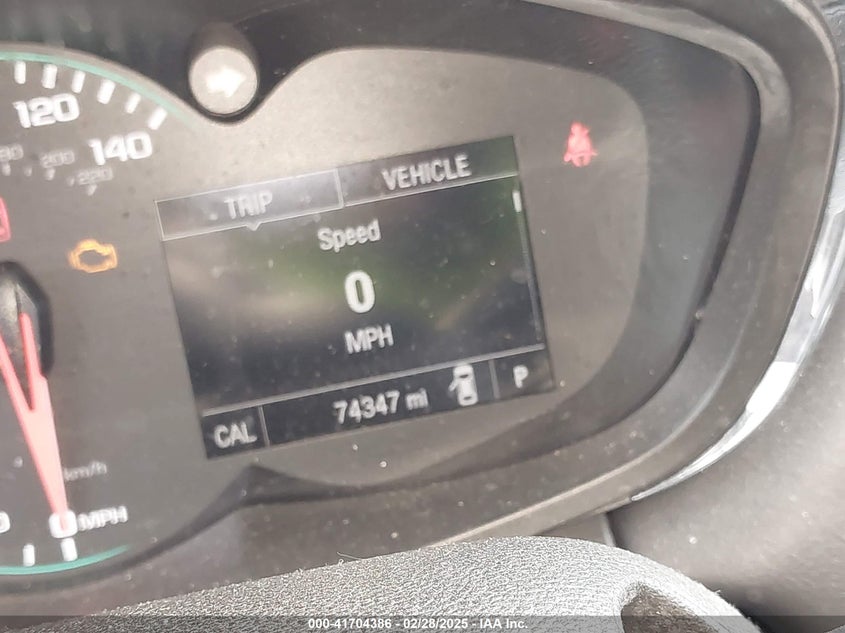 120
140
200
220
TRIP VEHICLE
Speed
0
MPH
CAL 74347 mi P
km/h
0 MPH
000-41704386 - 02/28/2025 - IAA Inc.